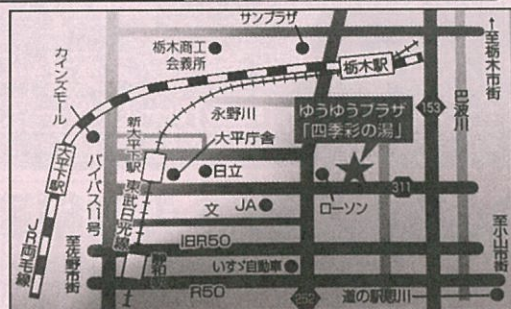 サンプラザ
栃木商工
会議所
↑至栃木市街
カインズモール
栃木駅
永野川
ゆうゆうプラザ
「四季彩の湯」
153
巴波川
新大平下駅
大平庁舎
大平下駅
バイパス11号
東武日光線
日立
311
ローソン
JA
文
JR両毛線
至佐野市街
旧R50
至小山市街
静和駅
いすゞ自動車
R50
252
道の駅思川